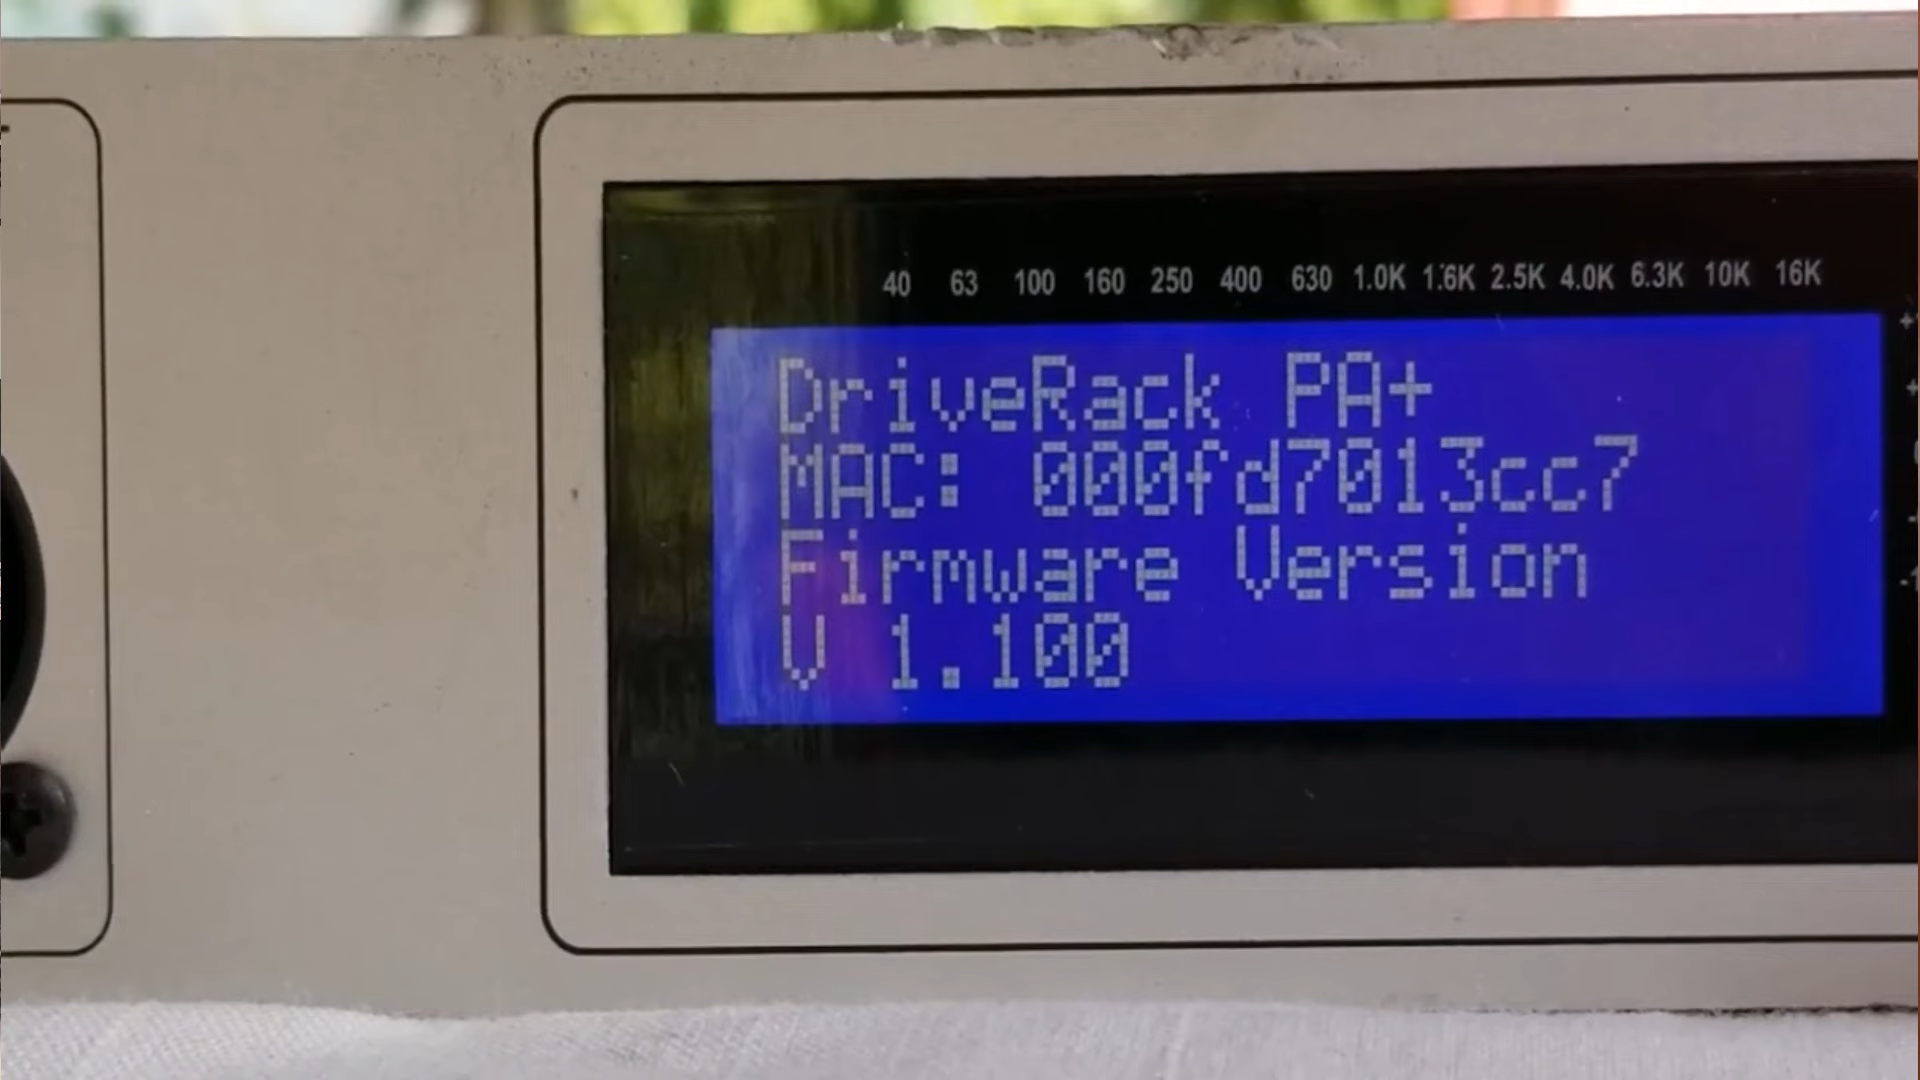 40 63 100 160 250 400 630 1.0K 1.6K 2.5K 4.0K 6.3K 10K 16K
DriveRack PA+
MAC: 000fd7013cc7
Firmware Version
V 1.100